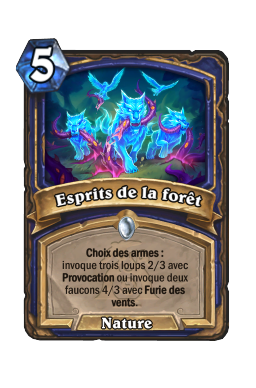 5
Esprits de la forêt
Choix des armes :
invoque trois loups 2/3 avec
Provocation ou invoque deux
faucons 4/3 avec Furie des
vents.
Nature